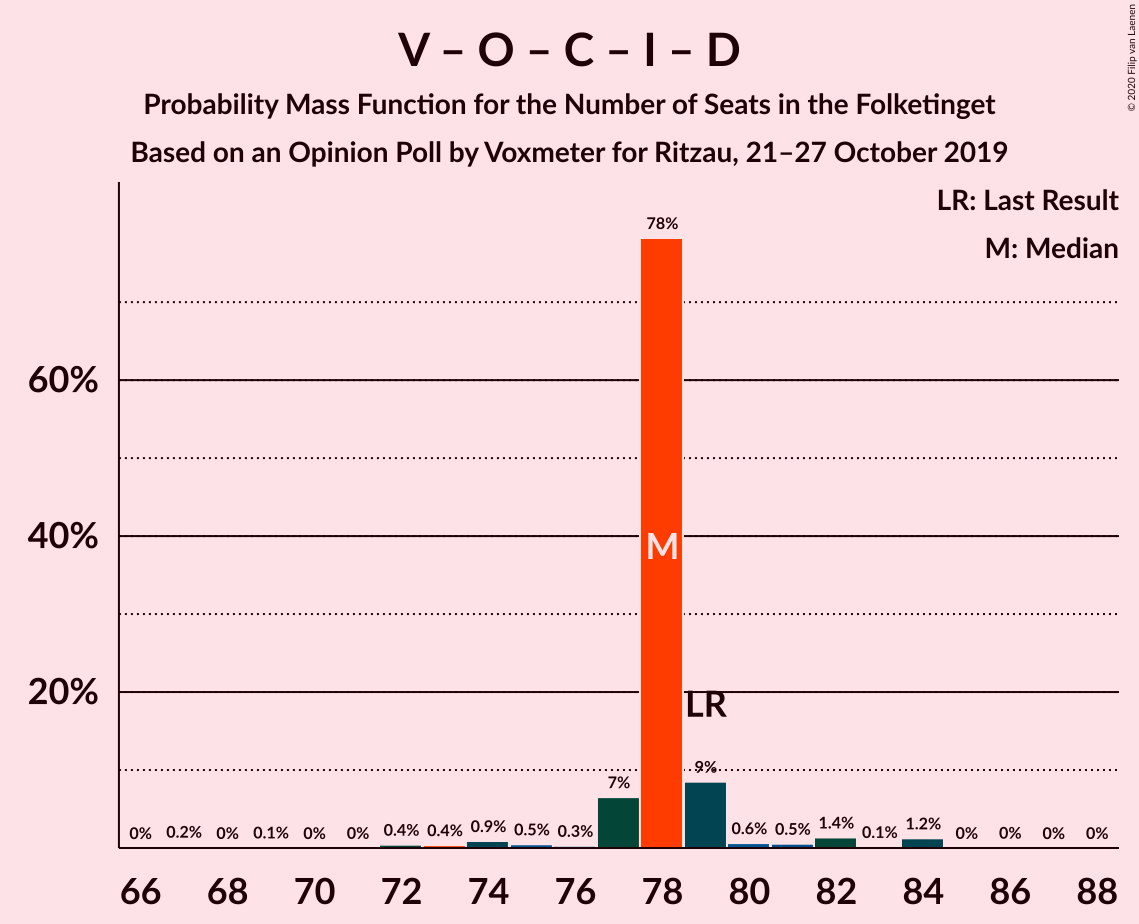 V – O – C – I – D
Probability Mass Function for the Number of Seats in the Folketinget
Based on an Opinion Poll by Voxmeter for Ritzau, 21–27 October 2019
© 2020 Filip van Laenen
LR: Last Result
M: Median
60%
40%
20%
0% 0.2% 0% 0.1% 0% 0% 0.4% 0.4% 0.9% 0.5% 0.3% 7% 78% 9% 0.6% 0.5% 1.4% 0.1% 1.2% 0% 0% 0% 0%
M
LR
66 68 70 72 74 76 78 80 82 84 86 88